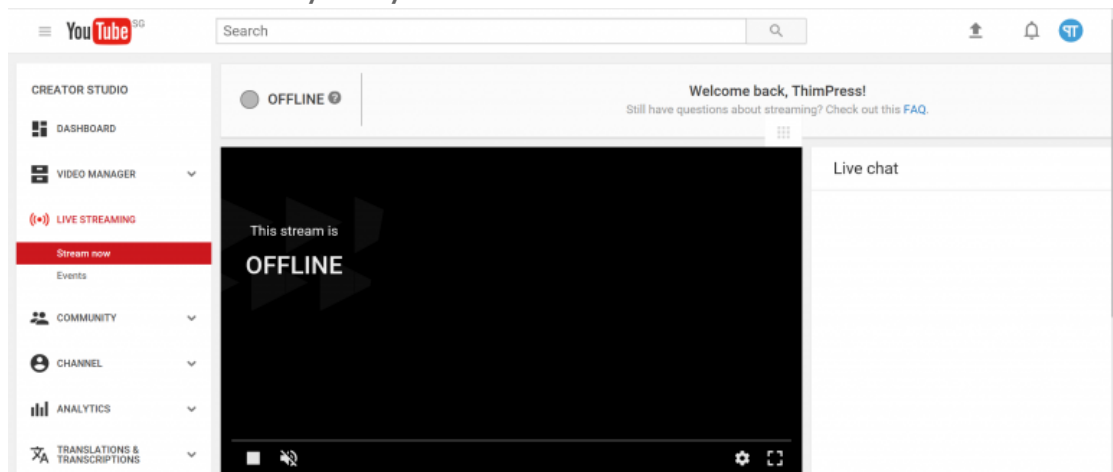 YouTube SG
Search
CREATOR STUDIO
DASHBOARD
VIDEO MANAGER
LIVE STREAMING
Stream now
Events
COMMUNITY
CHANNEL
ANALYTICS
TRANSLATIONS &
TRANSCRIPTIONS
OFFLINE
Welcome back, ThimPress!
Still have questions about streaming? Check out this FAQ.
This stream is
OFFLINE
Live chat